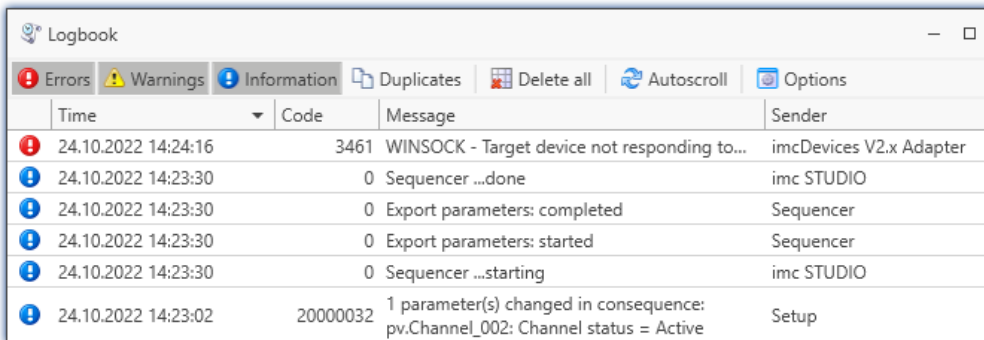 Logbook
Errors Warnings Information Duplicates Delete all Autoscroll Options
Time Code Message Sender
24.10.2022 14:24:16 3461 WINSOCK - Target device not responding to... imcDevices V2.x Adapter
24.10.2022 14:23:30 0 Sequencer ...done imc STUDIO
24.10.2022 14:23:30 0 Export parameters: completed Sequencer
24.10.2022 14:23:30 0 Export parameters: started Sequencer
24.10.2022 14:23:30 0 Sequencer ...starting imc STUDIO
24.10.2022 14:23:02 20000032 1 parameter(s) changed in consequence:
pv.Channel_002: Channel status = Active Setup